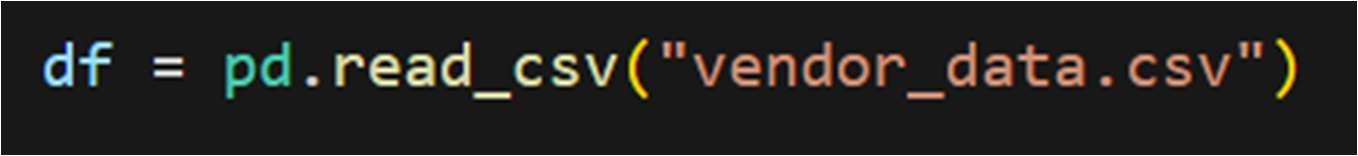 df = pd.read_csv("vendor_data.csv")